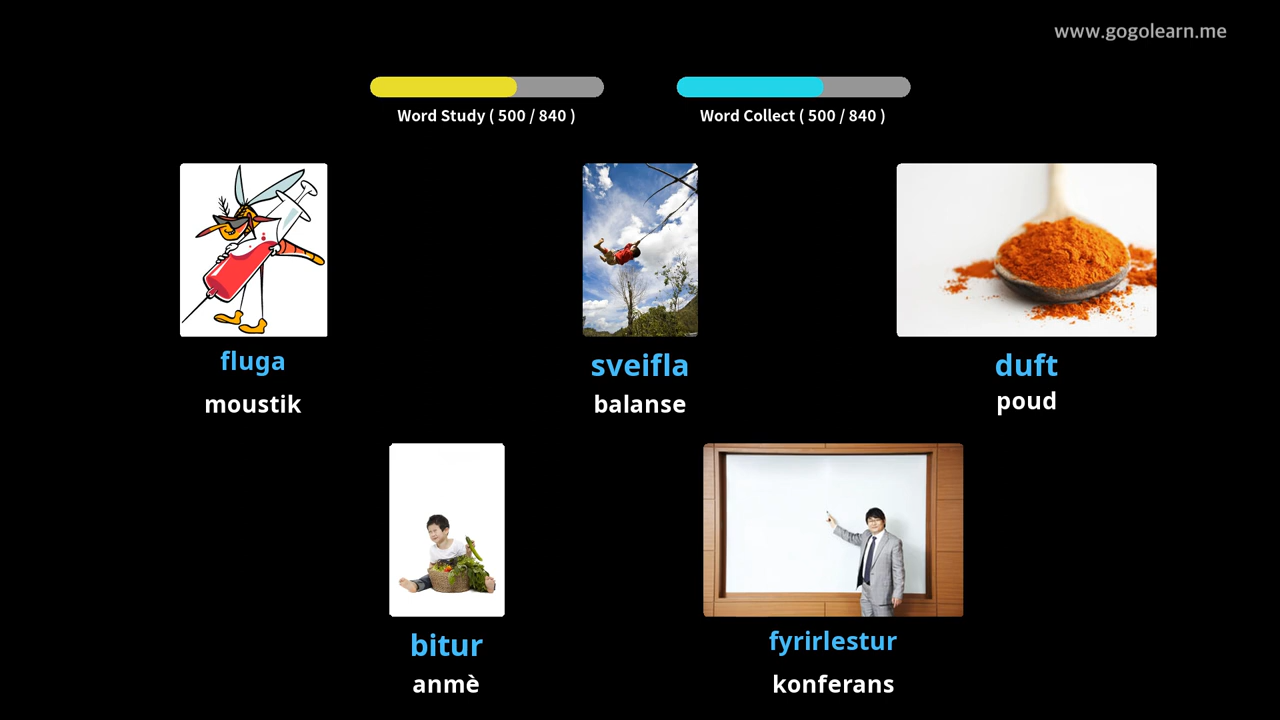 www.gogolearn.me
Word Study ( 500 / 840 )
Word Collect ( 500 / 840 )
fluga
moustik
sveifla
balanse
duft
poud
bitur
anmè
fyrirlestur
konferans